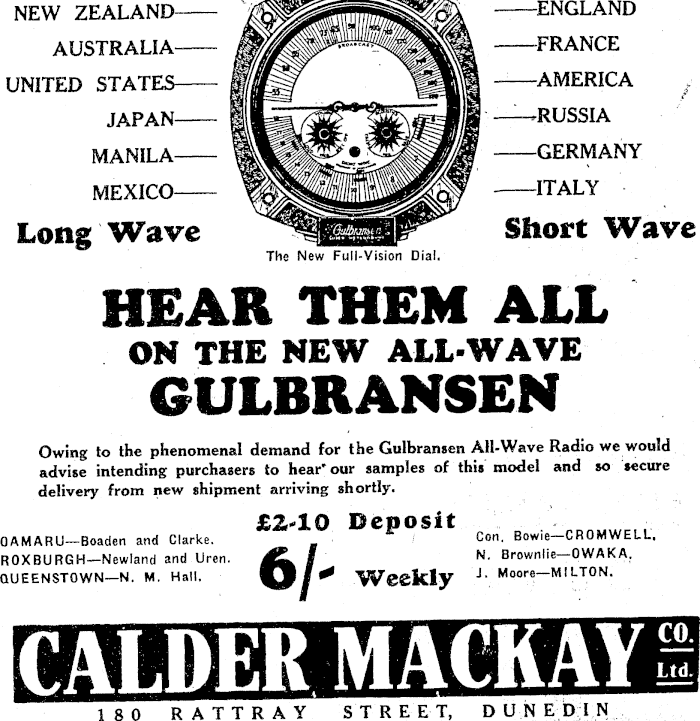 NEW ZEALAND
AUSTRALIA
UNITED STATES
JAPAN
MANILA
MEXICO
Long Wave
ENGLAND
FRANCE
AMERICA
RUSSIA
GERMANY
ITALY
Short Wave
BROADCAST
Gulbransen
The New Full-Vision Dial.
HEAR THEM ALL
ON THE NEW ALL-WAVE
GULBRANSEN
Owing to the phenomenal demand for the Gulbransen All-Wave Radio we would
advise intending purchasers to hear our samples of this model and so secure
delivery from new shipment arriving shortly.
OAMARU—Boaden and Clarke.
ROXBURGH—Newland and Uren.
QUEENSTOWN—N. M. Hall.
£2-10 Deposit
6/- Weekly
Con. Bowie—CROMWELL.
N. Brownlie—OWAKA.
J. Moore—MILTON.
CALDER MACKAY CO. Ltd.
180 RATTRAY STREET, DUNEDIN